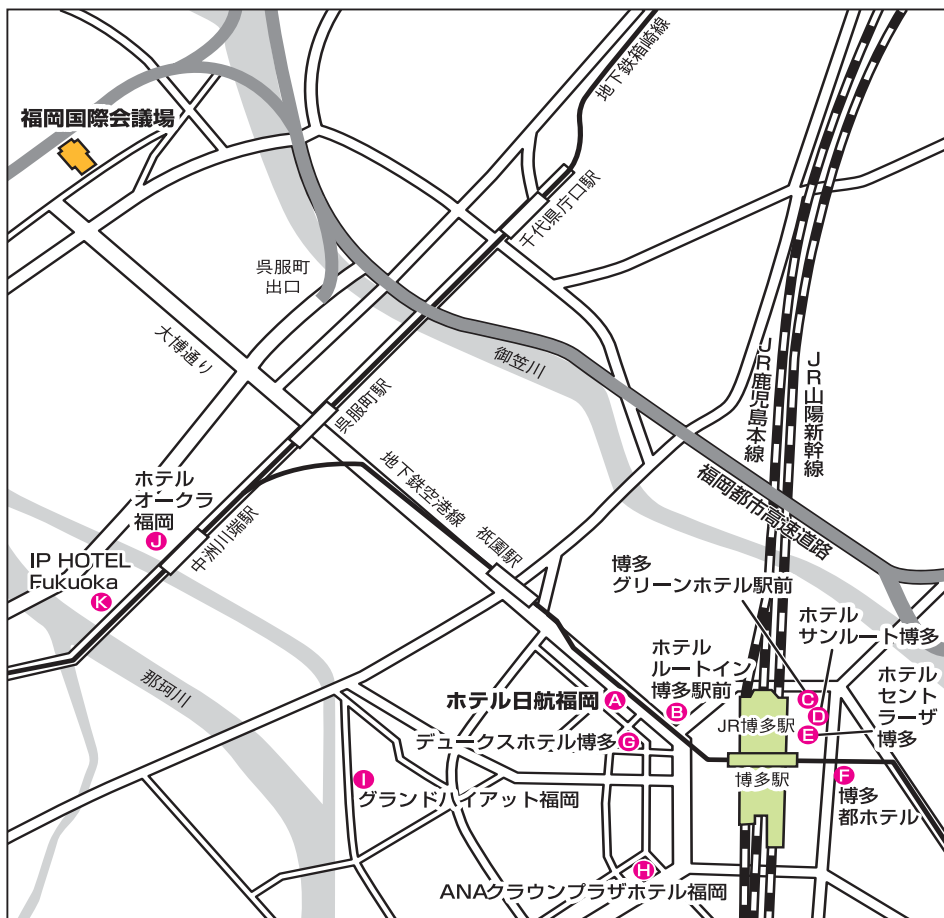 地下鉄箱崎線
福岡国際会議場
千代県庁口駅
呉服町
出口
大博通り
御笠川
JR鹿児島本線
JR山陽新幹線
呉服町駅
地下鉄空港線
祇園駅
福岡都市高速道路
ホテル
オークラ
福岡
J
中洲三端駅
IP HOTEL
Fukuoka
K
那珂川
博多
グリーンホテル駅前
ホテル
サンルート博多
ホテル
ルートイン
博多駅前
B
ホテル
セント
ラーザ
博多
C
D
E
ホテル日航福岡
A
JR博多駅
デュークスホテル博多
G
博多駅
F
博多
都ホテル
I
グランドハイアット福岡
H
ANAクラウンプラザホテル福岡